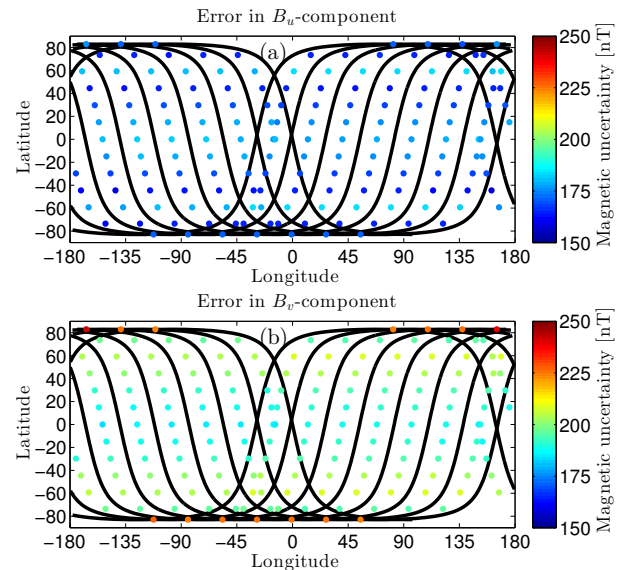 Error in B_u-component
(a)
80
60
40
20
0
−20
−40
−60
−80
Latitude
−180 −135 −90 −45 0 45 90 135 180
Longitude
250
225
200
175
150
Magnetic uncertainty [nT]
Error in B_v-component
(b)
80
60
40
20
0
−20
−40
−60
−80
Latitude
−180 −135 −90 −45 0 45 90 135 180
Longitude
250
225
200
175
150
Magnetic uncertainty [nT]